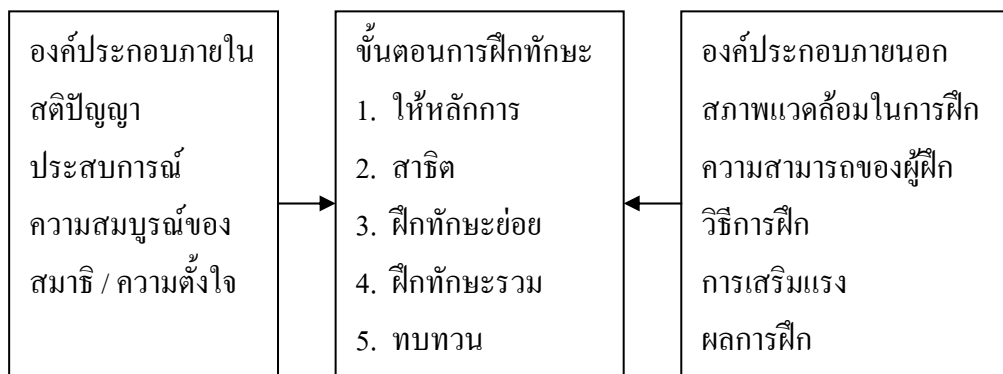 องค์ประกอบภายใน
สติปัญญา
ประสบการณ์
ความสมบูรณ์ของ
สมาธิ / ความตั้งใจ
ขั้นตอนการฝึกทักษะ
1. ให้หลักการ
2. สาธิต
3. ฝึกทักษะย่อย
4. ฝึกทักษะรวม
5. ทบทวน
องค์ประกอบภายนอก
สภาพแวดล้อมในการฝึก
ความสามารถของผู้ฝึก
วิธีการฝึก
การเสริมแรง
ผลการฝึก